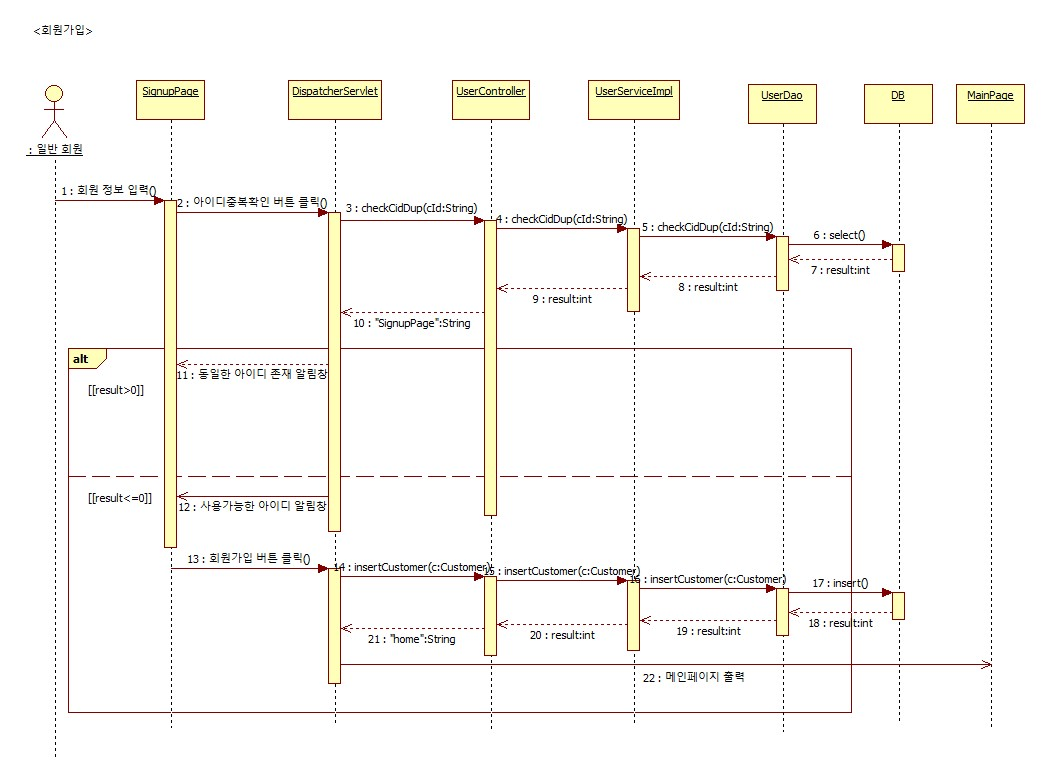 <회원가입>
SignupPage
DispatcherServlet
UserController
UserServiceImpl
UserDao
DB
MainPage
: 일반 회원
1 : 회원 정보 입력()
2 : 아이디중복확인 버튼 클릭()
3 : checkCidDup(cId:String)
4 : checkCidDup(cId:String)
5 : checkCidDup(cId:String)
6 : select()
7 : result:int
8 : result:int
9 : result:int
10 : "SignupPage":String
alt
11 : 동일한 아이디 존재 알림창
[[result>0]]
[[result<=0]]
12 : 사용가능한 아이디 알림창
13 : 회원가입 버튼 클릭()
14 : insertCustomer(c:Customer)
15 : insertCustomer(c:Customer)
16 : insertCustomer(c:Customer)
17 : insert()
18 : result:int
19 : result:int
20 : result:int
21 : "home":String
22 : 메인페이지 출력